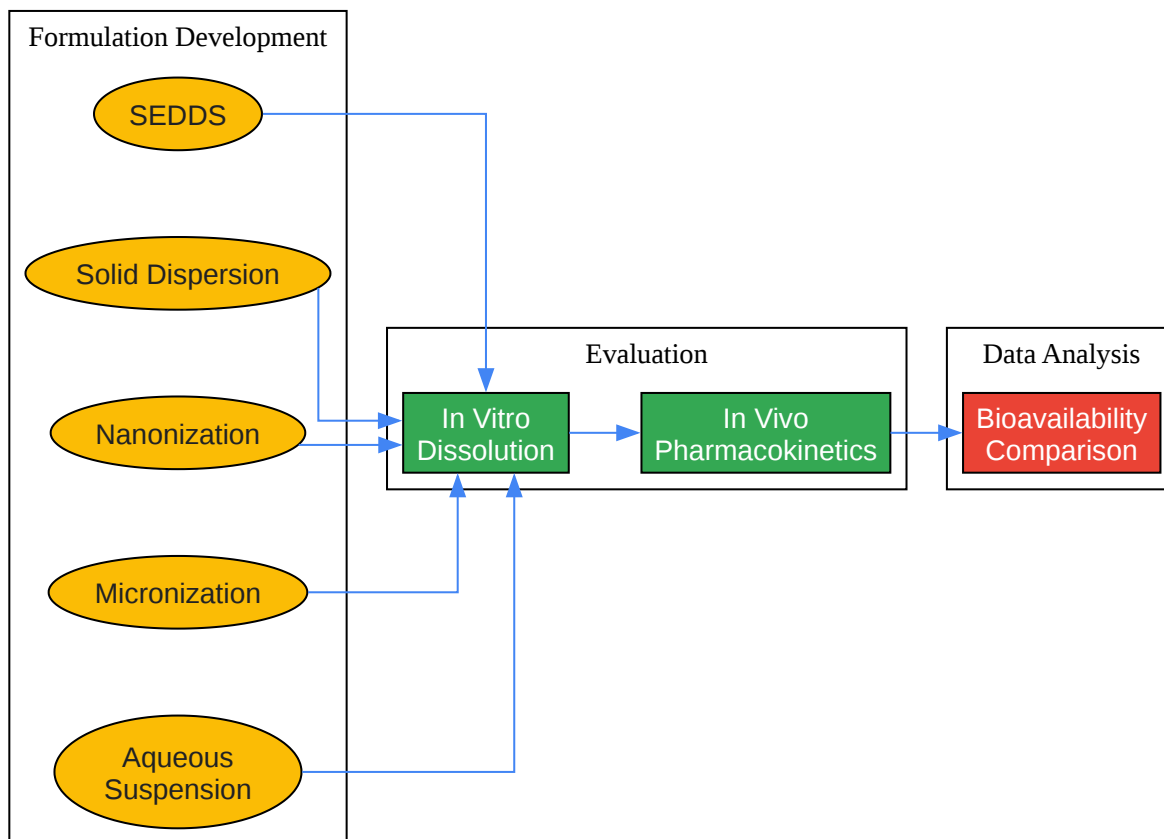 Formulation Development
SEDDS
Solid Dispersion
Nanonization
Micronization
Aqueous
Suspension
Evaluation
In Vitro
Dissolution
In Vivo
Pharmacokinetics
Data Analysis
Bioavailability
Comparison